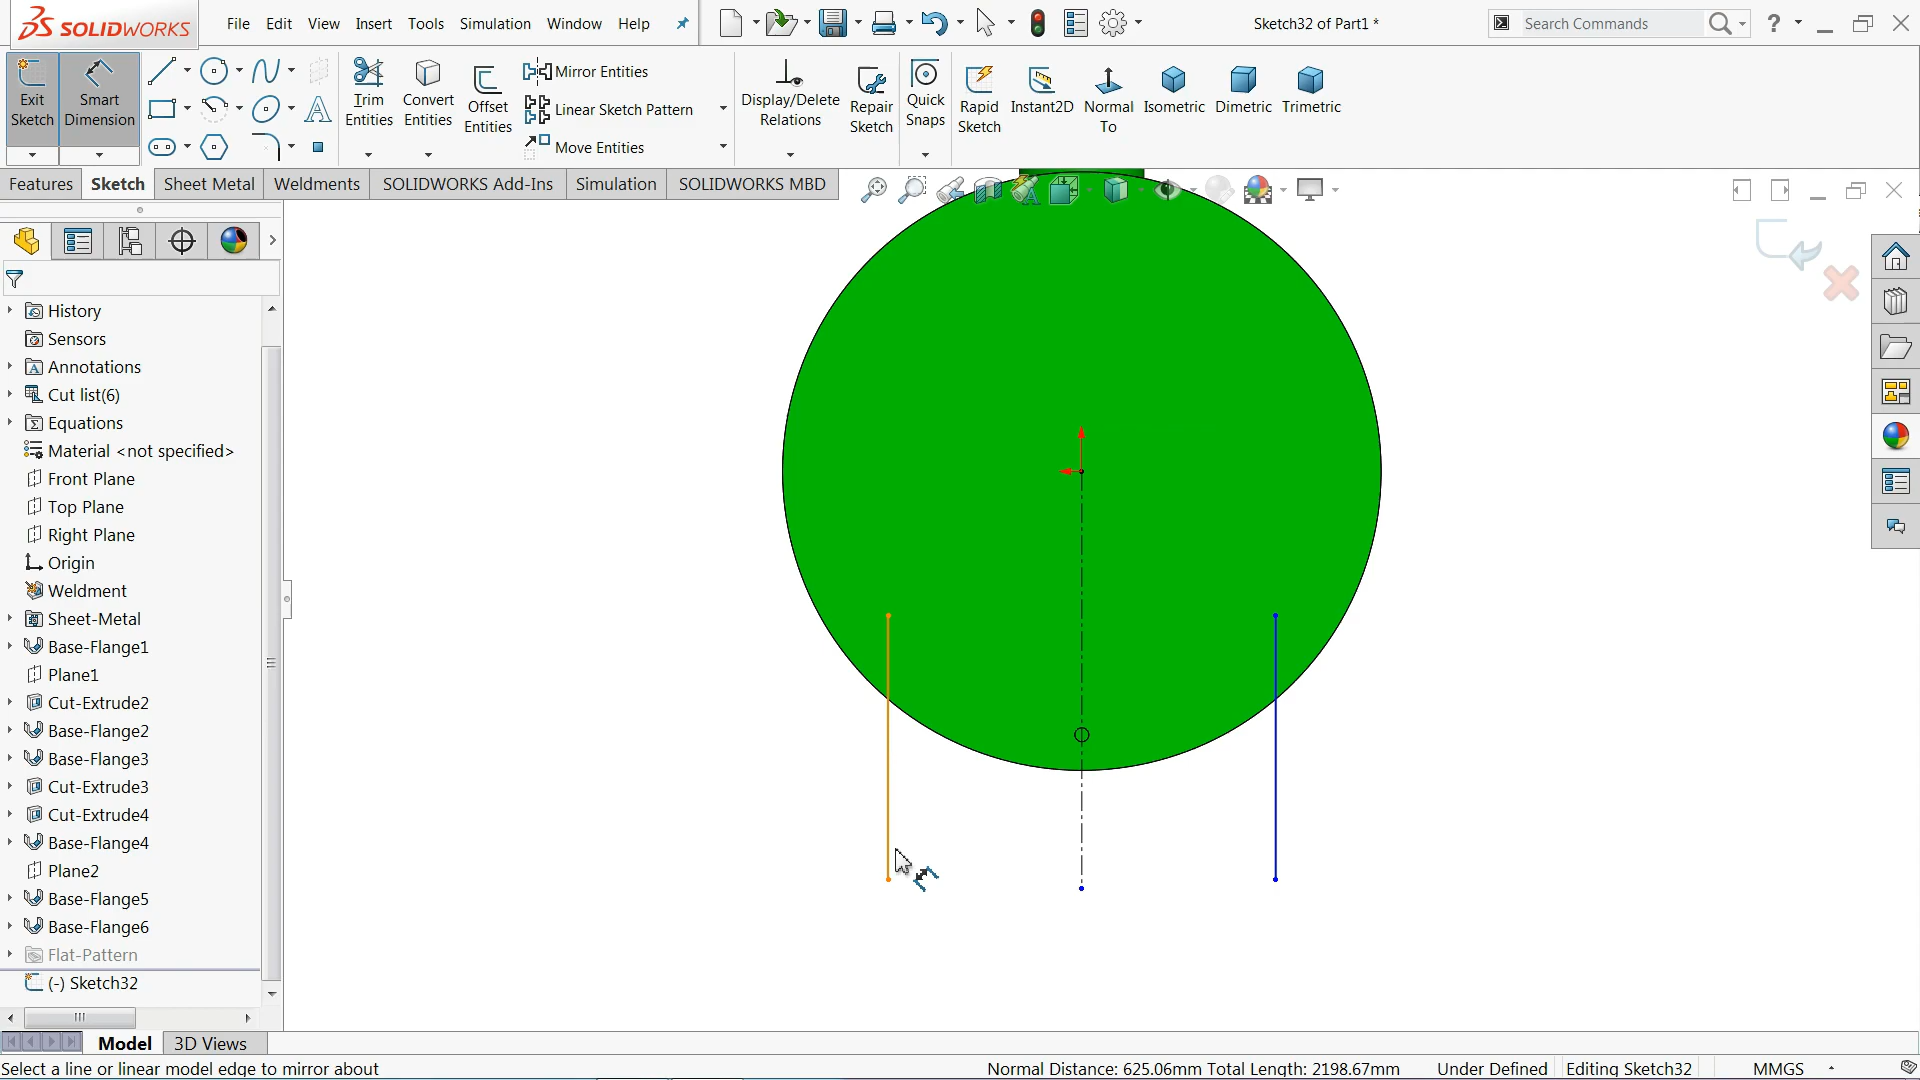 SOLIDWORKS
File Edit View Insert Tools Simulation Window Help
Sketch32 of Part1 *
Search Commands
?
Exit Sketch
Smart Dimension
Trim Entities
Convert Entities
Offset Entities
Mirror Entities
Linear Sketch Pattern
Move Entities
Display/Delete Relations
Repair Sketch
Quick Snaps
Rapid Sketch
Instant2D
Normal To
Isometric
Dimetric
Trimetric
Features Sketch Sheet Metal Weldments SOLIDWORKS Add-Ins Simulation SOLIDWORKS MBD
History
Sensors
Annotations
Cut list(6)
Equations
Material <not specified>
Front Plane
Top Plane
Right Plane
Origin
Weldment
Sheet-Metal
Base-Flange1
Plane1
Cut-Extrude2
Base-Flange2
Base-Flange3
Cut-Extrude3
Cut-Extrude4
Base-Flange4
Plane2
Base-Flange5
Base-Flange6
Flat-Pattern
(-) Sketch32
Model 3D Views
Select a line or linear model edge to mirror about
Normal Distance: 625.06mm Total Length: 2198.67mm Under Defined Editing Sketch32 MMGS